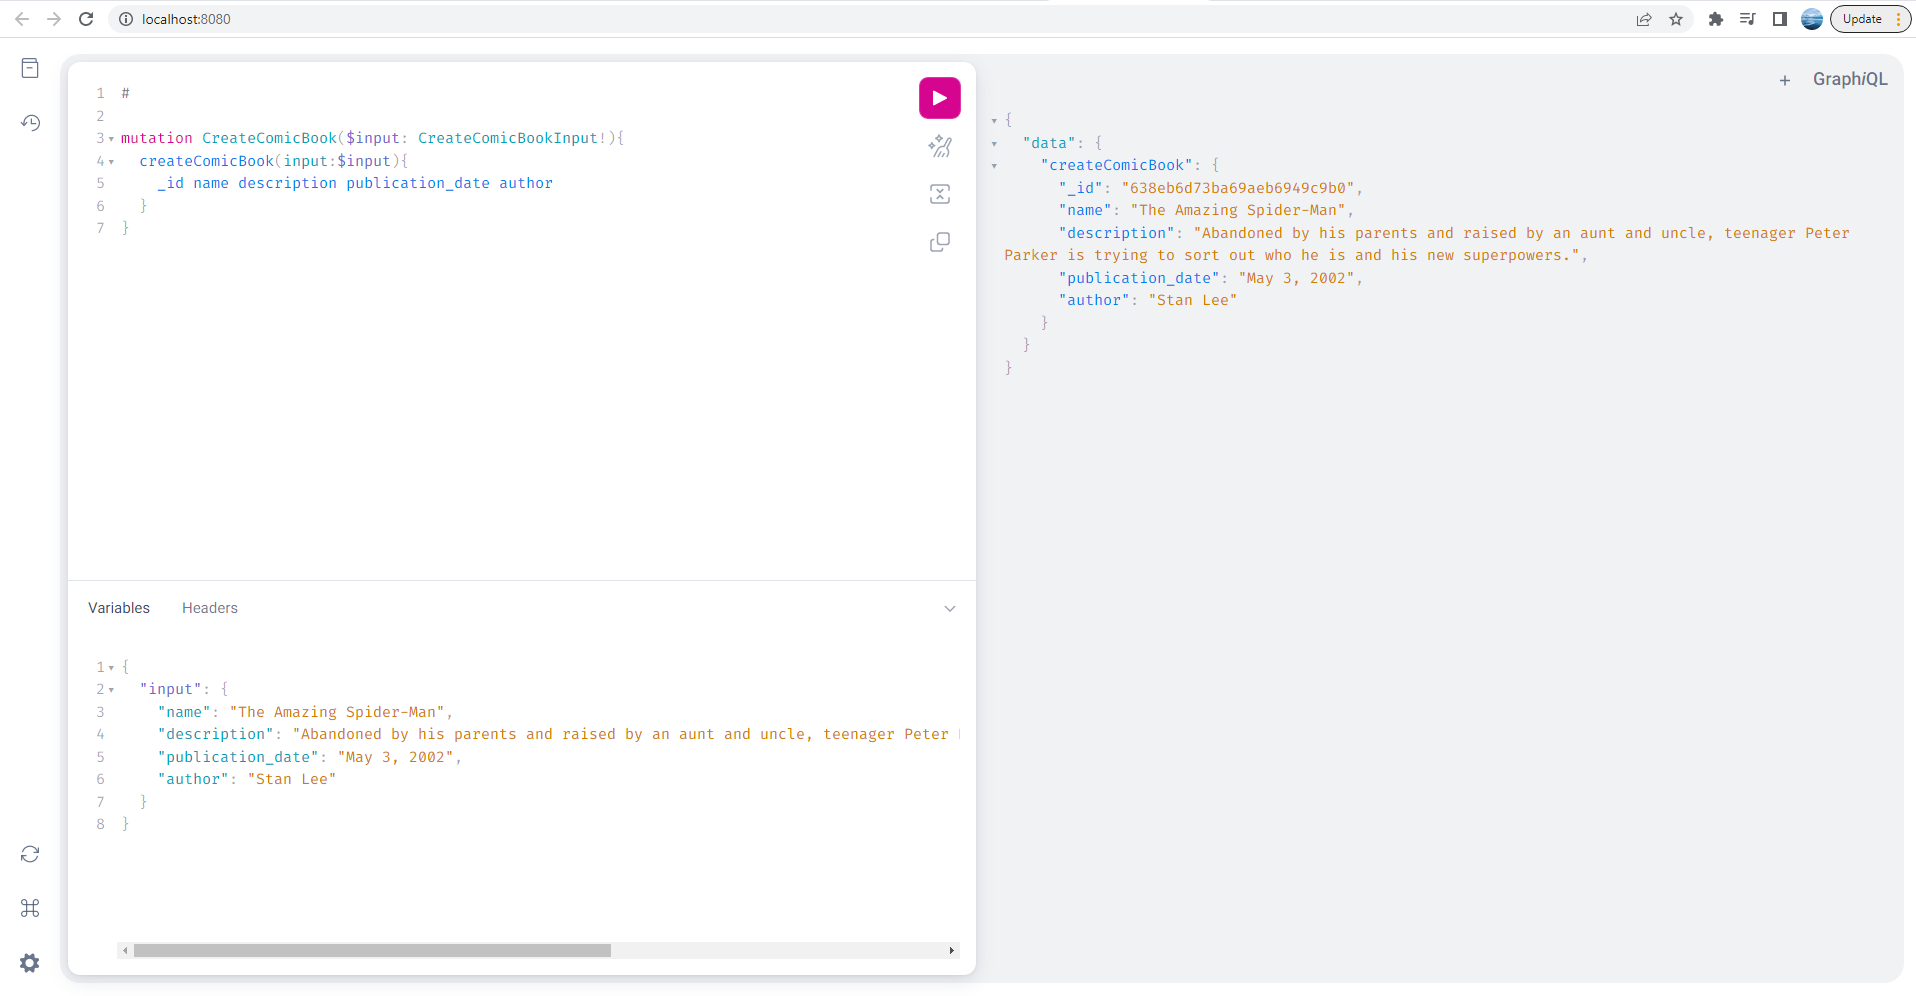 localhost:8080
Update
1 #
2
3 mutation CreateComicBook($input: CreateComicBookInput!){
4 createComicBook(input:$input){
5 _id name description publication_date author
6 }
7 }
Variables Headers
1 {
2 "input": {
3 "name": "The Amazing Spider-Man",
4 "description": "Abandoned by his parents and raised by an aunt and uncle, teenager Peter
5 "publication_date": "May 3, 2002",
6 "author": "Stan Lee"
7 }
8 }
+ GraphiQL
{
"data": {
"createComicBook": {
"_id": "638eb6d73ba69aeb6949c9b0",
"name": "The Amazing Spider-Man",
"description": "Abandoned by his parents and raised by an aunt and uncle, teenager Peter
Parker is trying to sort out who he is and his new superpowers.",
"publication_date": "May 3, 2002",
"author": "Stan Lee"
}
}
}